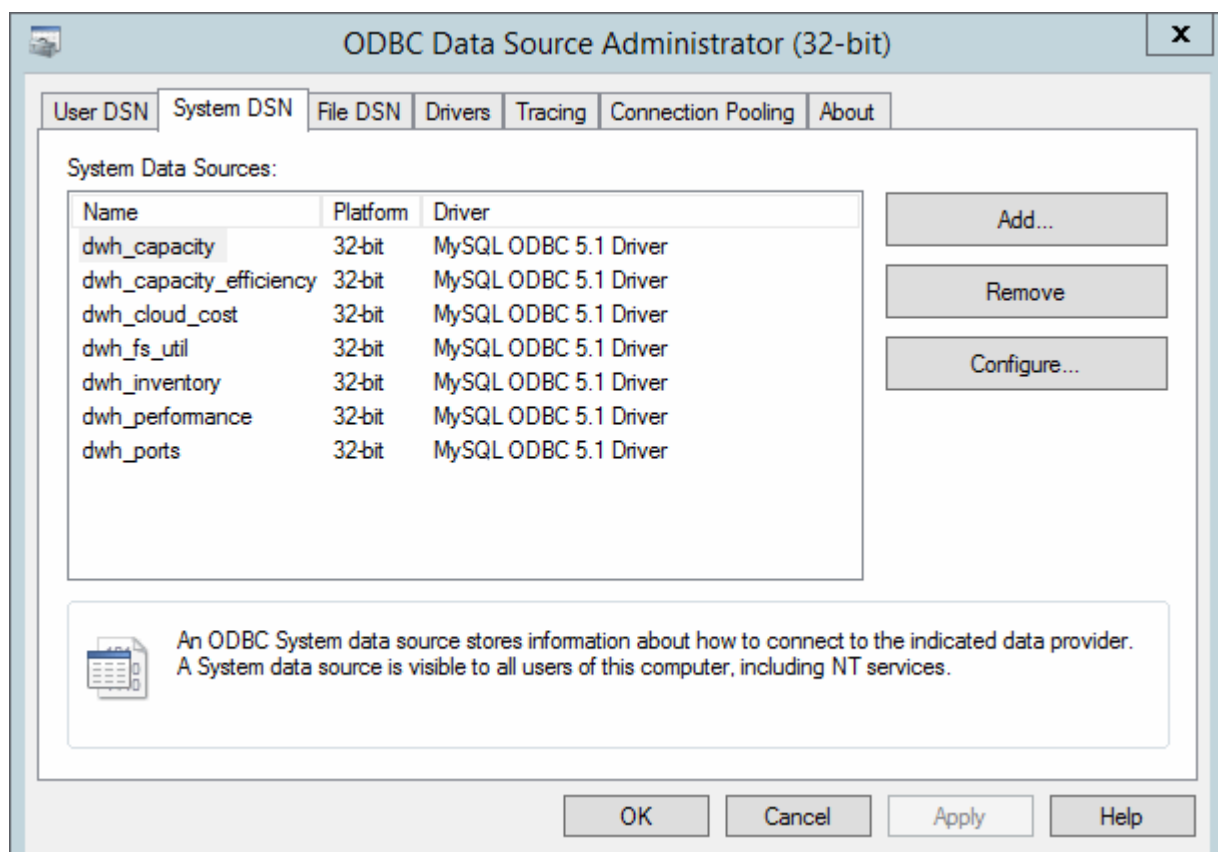 ODBC Data Source Administrator (32-bit)
x
User DSN System DSN File DSN Drivers Tracing Connection Pooling About
System Data Sources:
Name Platform Driver
dwh_capacity 32-bit MySQL ODBC 5.1 Driver
dwh_capacity_efficiency 32-bit MySQL ODBC 5.1 Driver
dwh_cloud_cost 32-bit MySQL ODBC 5.1 Driver
dwh_fs_util 32-bit MySQL ODBC 5.1 Driver
dwh_inventory 32-bit MySQL ODBC 5.1 Driver
dwh_performance 32-bit MySQL ODBC 5.1 Driver
dwh_ports 32-bit MySQL ODBC 5.1 Driver
Add...
Remove
Configure...
An ODBC System data source stores information about how to connect to the indicated data provider.
A System data source is visible to all users of this computer, including NT services.
OK Cancel Apply Help